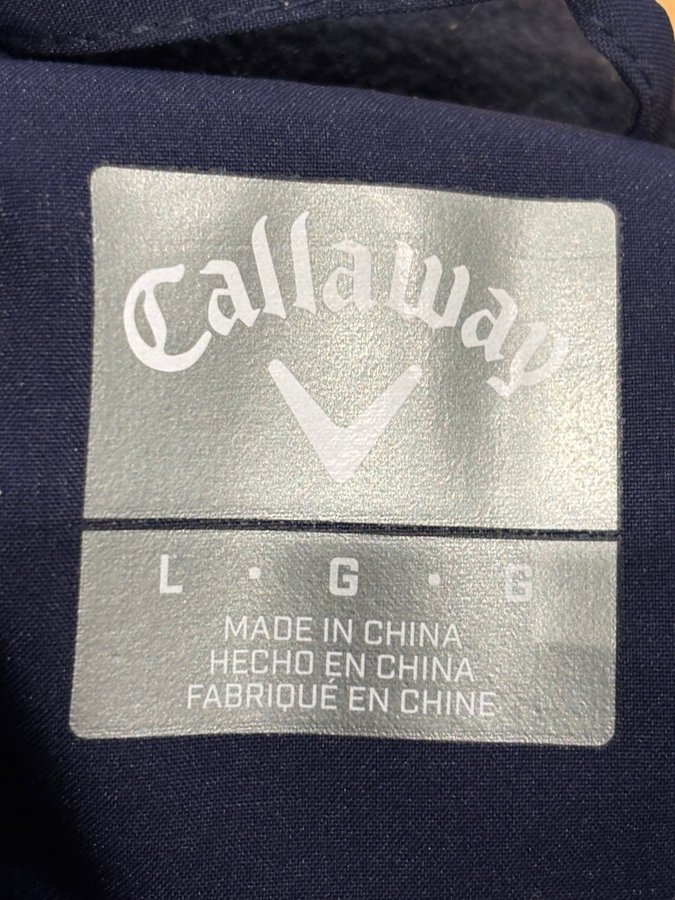 Callaway
L · G · G
MADE IN CHINA
HECHO EN CHINA
FABRIQUÉ EN CHINE